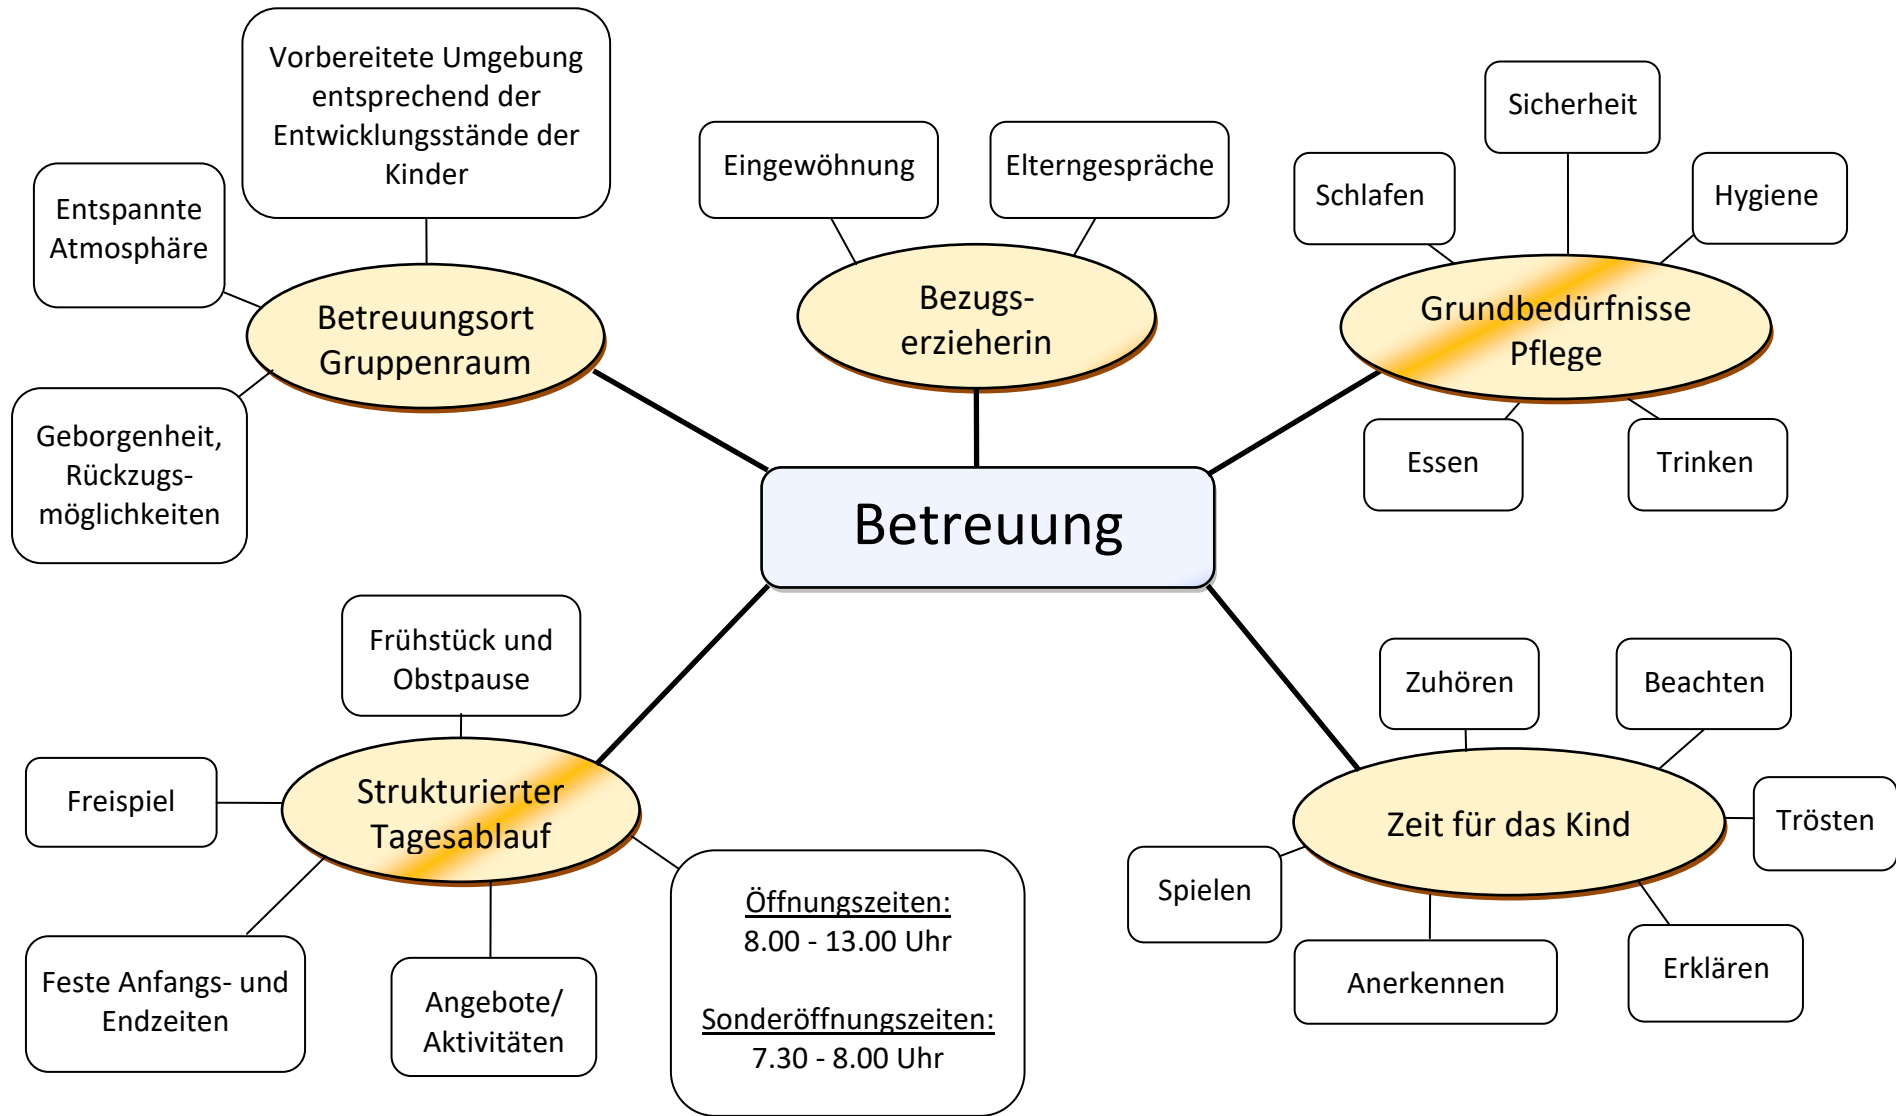 Vorbereitete Umgebung
entsprechend der
Entwicklungsstände der
Kinder
Entspannte
Atmosphäre
Betreuungsort
Gruppenraum
Geborgenheit,
Rückzugs-
möglichkeiten
Eingewöhnung
Elterngespräche
Bezugs-
erzieherin
Sicherheit
Schlafen
Hygiene
Grundbedürfnisse
Pflege
Essen
Trinken
Betreuung
Frühstück und
Obstpause
Freispiel
Strukturierter
Tagesablauf
Feste Anfangs- und
Endzeiten
Angebote/
Aktivitäten
Öffnungszeiten:
8.00 - 13.00 Uhr
Sonderöffnungszeiten:
7.30 - 8.00 Uhr
Zuhören
Beachten
Zeit für das Kind
Trösten
Spielen
Anerkennen
Erklären